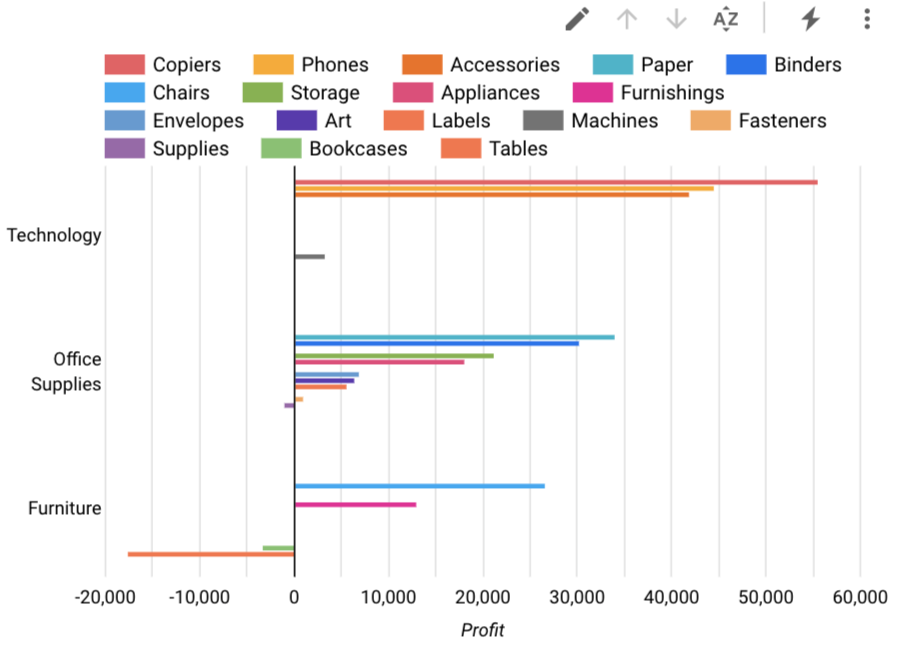 AZ
Copiers Phones Accessories Paper Binders
Chairs Storage Appliances Furnishings
Envelopes Art Labels Machines Fasteners
Supplies Bookcases Tables
Technology
Office
Supplies
Furniture
-20,000 -10,000 0 10,000 20,000 30,000 40,000 50,000 60,000
Profit